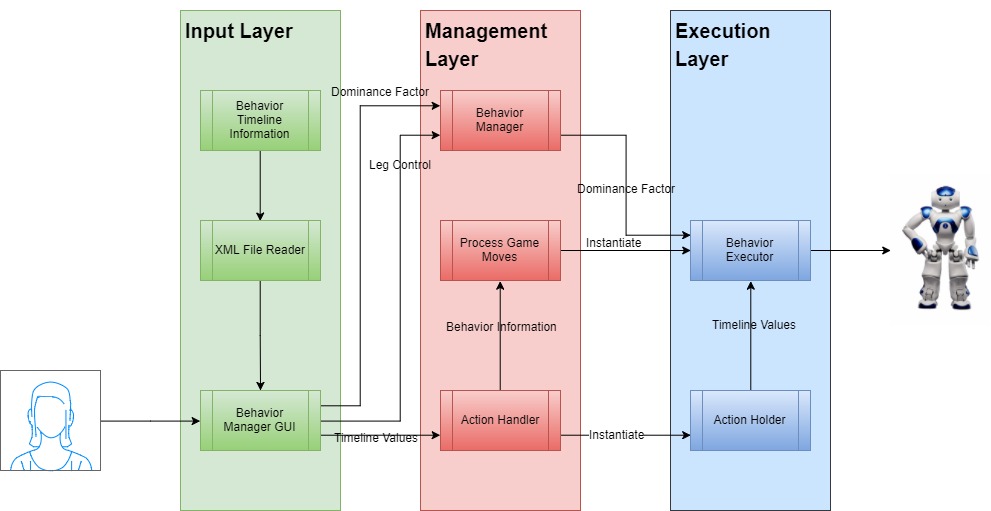 Input Layer
Management
Layer
Execution
Layer
Dominance Factor
Behavior
Timeline
Information
Behavior
Manager
Leg Control
Dominance Factor
XML File Reader
Process Game
Moves
Instantiate
Behavior
Executor
Behavior Information
Timeline Values
Behavior
Manager GUI
Timeline Values
Action Handler
Instantiate
Action Holder